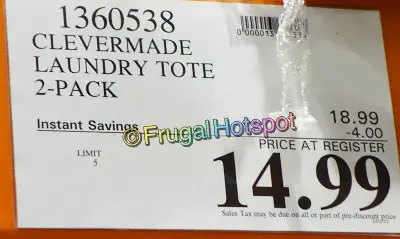 1360538
CLEVERMADE
LAUNDRY TOTE
2-PACK
Instant Savings
18.99
-4.00
©FrugalHotspot
PRICE AT REGISTER
LIMIT
5
14.99
Sales Tax may be due on all or part of pre-discount price